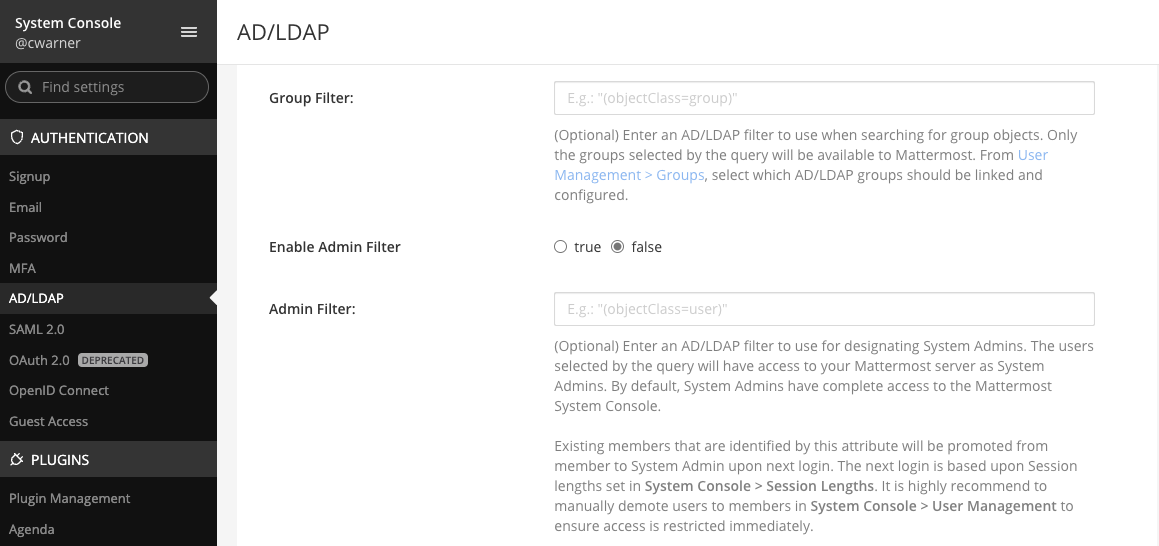 System Console
@cwarner
Find settings
AUTHENTICATION
Signup
Email
Password
MFA
AD/LDAP
SAML 2.0
OAuth 2.0 DEPRECATED
OpenID Connect
Guest Access
PLUGINS
Plugin Management
Agenda
AD/LDAP
Group Filter:
E.g.: "(objectClass=group)"
(Optional) Enter an AD/LDAP filter to use when searching for group objects. Only
the groups selected by the query will be available to Mattermost. From User
Management > Groups, select which AD/LDAP groups should be linked and
configured.
Enable Admin Filter
true false
Admin Filter:
E.g.: "(objectClass=user)"
(Optional) Enter an AD/LDAP filter to use for designating System Admins. The users
selected by the query will have access to your Mattermost server as System
Admins. By default, System Admins have complete access to the Mattermost
System Console.
Existing members that are identified by this attribute will be promoted from
member to System Admin upon next login. The next login is based upon Session
lengths set in System Console > Session Lengths. It is highly recommend to
manually demote users to members in System Console > User Management to
ensure access is restricted immediately.